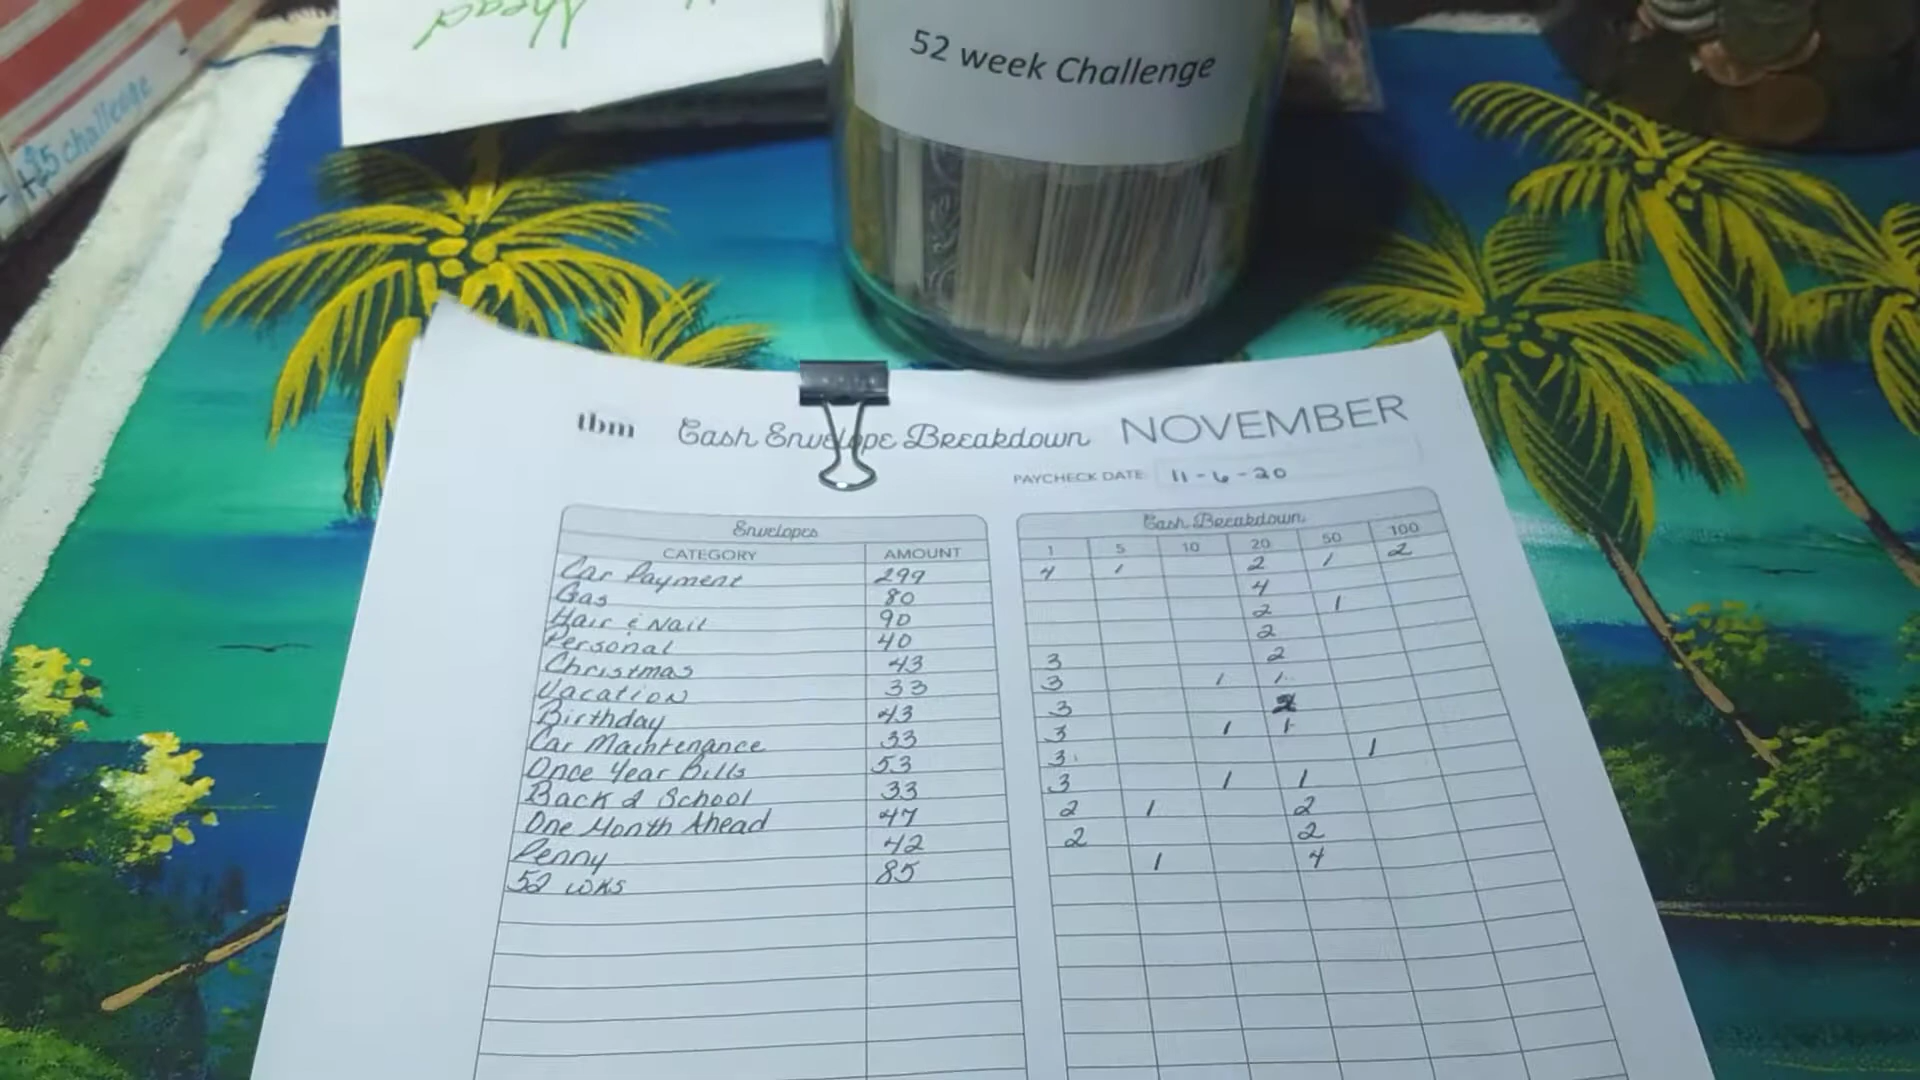 Ahead
52 week Challenge
$5 challenge
tbm Cash Envelope Breakdown NOVEMBER
PAYCHECK DATE: 11-6-20
Envelopes Cash Breakdown
CATEGORY AMOUNT 1 5 10 20 50 100
Car Payment 299 4 1 2 1 2
Gas 80 4
Hair & Nail 90 2 1
Personal 40 2
Christmas 43 3 2
Vacation 33 3 1 1
Birthday 43 3 2
Car Maintenance 33 3 1 1
Once Year Bills 53 3 1
Back 2 School 33 3 1 1
One Month Ahead 47 2 1 2
Penny 42 2 2
52 wks 85 1 4